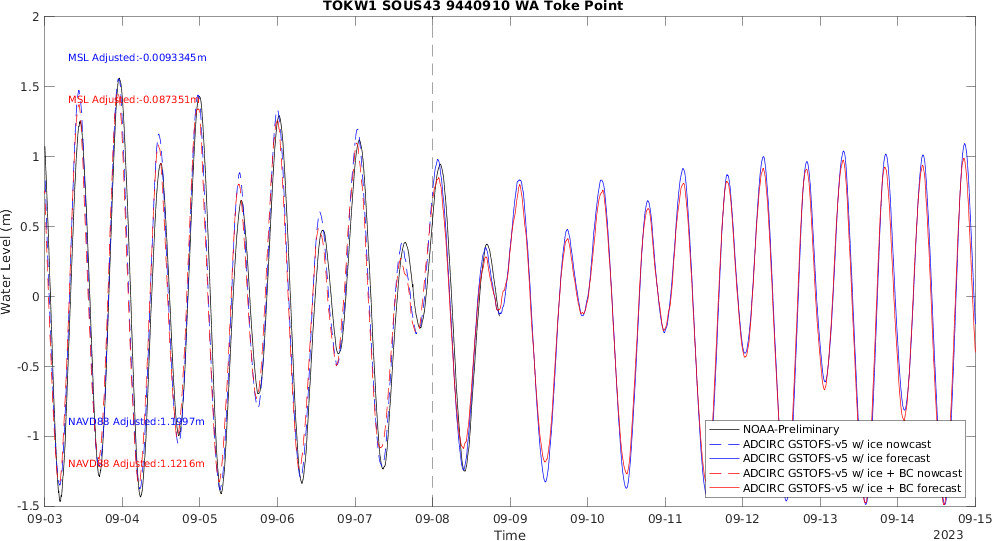 TOKW1 SOUS43 9440910 WA Toke Point
2
1.5
1
0.5
0
-0.5
-1
-1.5
Water Level (m)
MSL Adjusted:-0.0093345m
MSL Adjusted:-0.087351m
NAVD88 Adjusted:1.1997m
NAVD88 Adjusted:1.1216m
NOAA-Preliminary
ADCIRC GSTOFS-v5 w/ ice nowcast
ADCIRC GSTOFS-v5 w/ ice forecast
ADCIRC GSTOFS-v5 w/ ice + BC nowcast
ADCIRC GSTOFS-v5 w/ ice + BC forecast
09-03 09-04 09-05 09-06 09-07 09-08 09-09 09-10 09-11 09-12 09-13 09-14 09-15
Time
2023